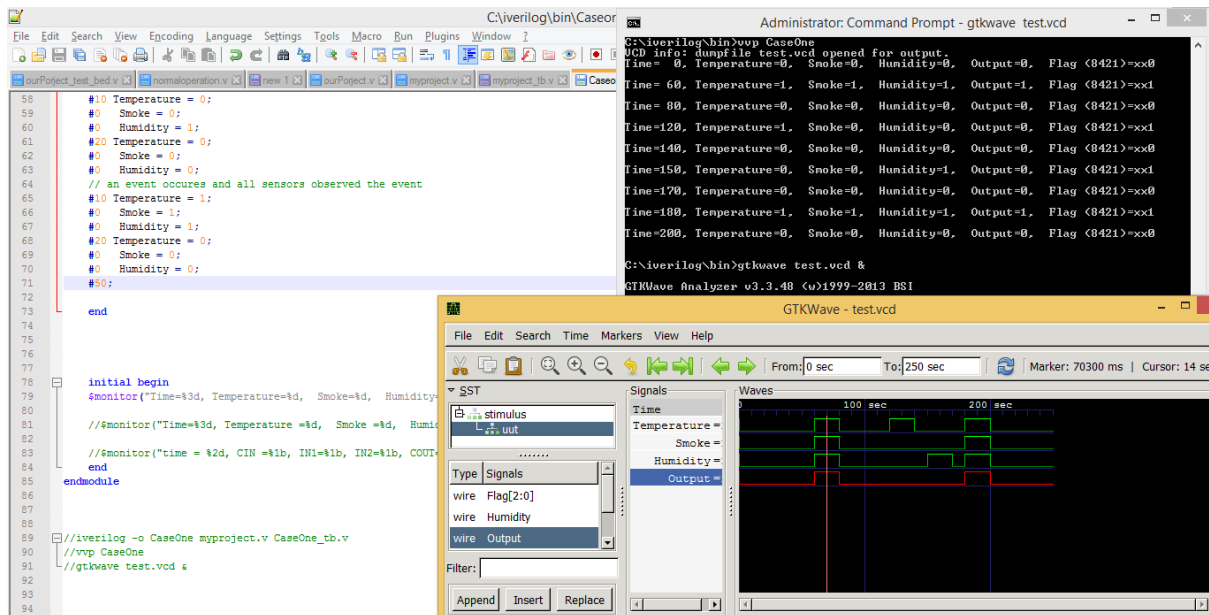 C:\iverilog\bin\Caseor
File Edit Search View Encoding Language Settings Tools Macro Run Plugins Window ?
ourPorject_test_bed.v normaloperation.v new 1 ourPorject.v myproject.v myproject_tb.v Caseo
58 #10 Temperature = 0;
59 #0 Smoke = 0;
60 #0 Humidity = 1;
61 #20 Temperature = 0;
62 #0 Smoke = 0;
63 #0 Humidity = 0;
64 // an event occures and all sensors observed the event
65 #10 Temperature = 1;
66 #0 Smoke = 1;
67 #0 Humidity = 1;
68 #20 Temperature = 0;
69 #0 Smoke = 0;
70 #0 Humidity = 0;
71 #50;
72
73 end
74
75
76
77
78 initial begin
79 $monitor("Time=%3d, Temperature=%d, Smoke=%d, Humidity=
80
81 //$monitor("Time=%3d, Temperature =%d, Smoke =%d, Humid
82
83 //$monitor("time = %2d, CIN =%1b, IN1=%1b, IN2=%1b, COUT=
84 end
85 endmodule
86
87
88
89 //iverilog -o CaseOne myproject.v CaseOne_tb.v
90 //vvp CaseOne
91 //gtkwave test.vcd &
92
93
94
Administrator: Command Prompt - gtkwave test.vcd
C:\iverilog\bin>vvp CaseOne
VCD info: dumpfile test.vcd opened for output.
Time= 0, Temperature=0, Smoke=0, Humidity=0, Output=0, Flag (8421)=xx0
Time= 60, Temperature=1, Smoke=1, Humidity=1, Output=1, Flag (8421)=xx1
Time= 80, Temperature=0, Smoke=0, Humidity=0, Output=0, Flag (8421)=xx0
Time=120, Temperature=1, Smoke=0, Humidity=0, Output=0, Flag (8421)=xx1
Time=140, Temperature=0, Smoke=0, Humidity=0, Output=0, Flag (8421)=xx0
Time=150, Temperature=0, Smoke=0, Humidity=1, Output=0, Flag (8421)=xx1
Time=170, Temperature=0, Smoke=0, Humidity=0, Output=0, Flag (8421)=xx0
Time=180, Temperature=1, Smoke=1, Humidity=1, Output=1, Flag (8421)=xx1
Time=200, Temperature=0, Smoke=0, Humidity=0, Output=0, Flag (8421)=xx0
C:\iverilog\bin>gtkwave test.vcd &
GTKWave Analyzer v3.3.48 (w)1999-2013 BSI
GTKWave - test.vcd
File Edit Search Time Markers View Help
From: 0 sec To: 250 sec Marker: 70300 ms | Cursor: 14 se
SST
stimulus
uut
Type Signals
wire Flag[2:0]
wire Humidity
wire Output
Filter:
Append Insert Replace
Signals
Time
Temperature =
Smoke =
Humidity =
Output =
Waves
0 100 sec 200 sec